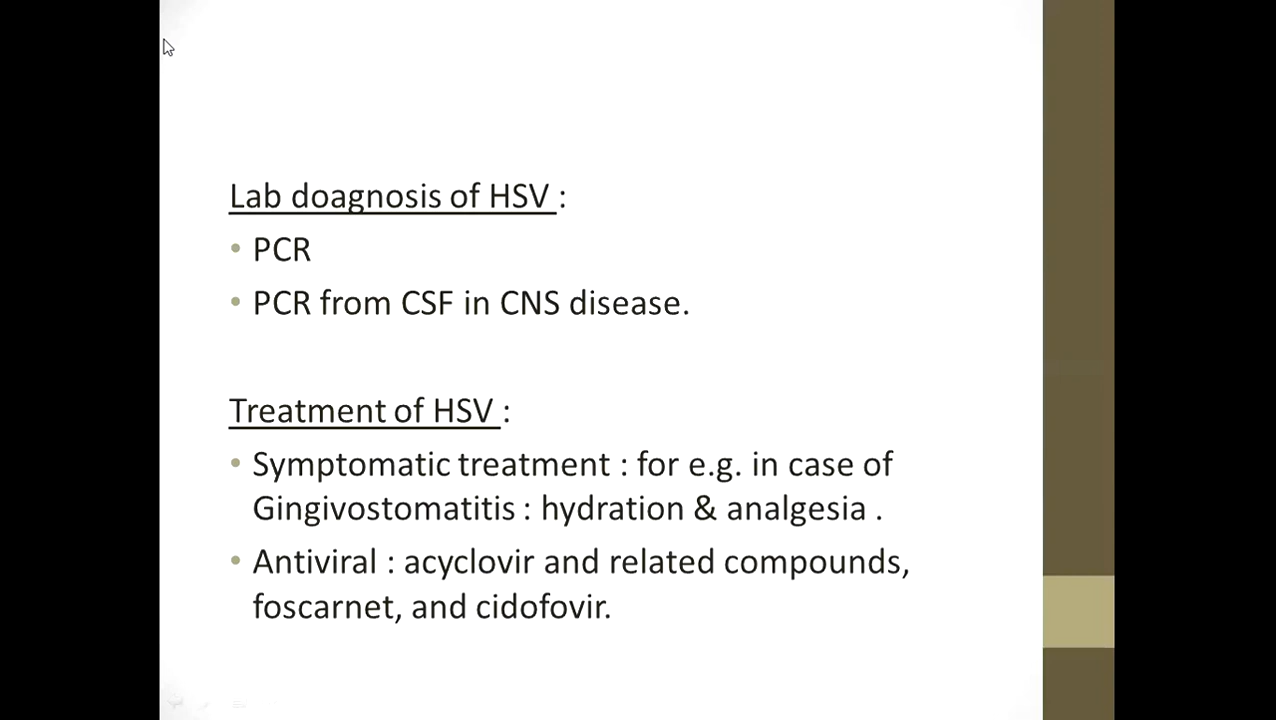 Lab doagnosis of HSV :
• PCR
• PCR from CSF in CNS disease.
Treatment of HSV :
• Symptomatic treatment : for e.g. in case of
Gingivostomatitis : hydration & analgesia .
• Antiviral : acyclovir and related compounds,
foscarnet, and cidofovir.